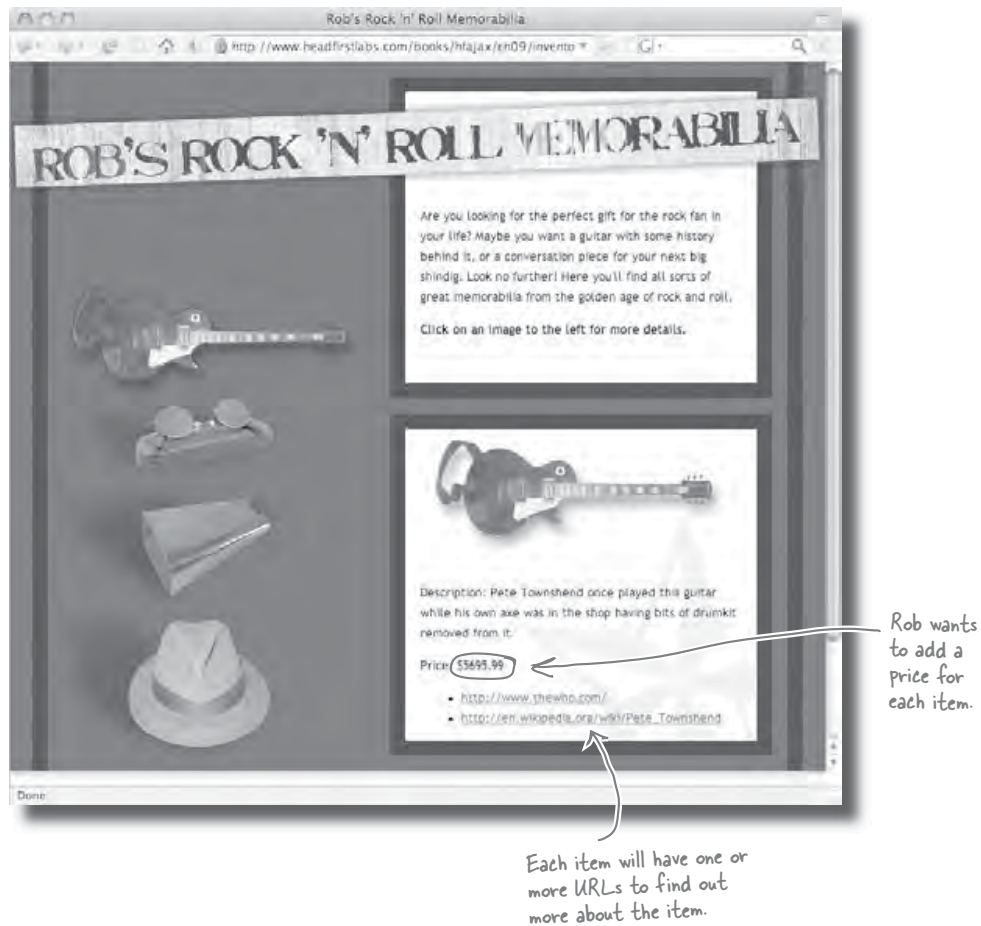 Rob's Rock 'n' Roll Memorabilia
http://www.headfirstlabs.com/books/hfajax/ch09/invento
G
ROB'S ROCK 'N' ROLL MEMORABILIA
Are you looking for the perfect gift for the rock fan in
your life? Maybe you want a guitar with some history
behind it, or a conversation piece for your next big
shindig. Look no further! Here you'll find all sorts of
great memorabilia from the golden age of rock and roll.
Click on an image to the left for more details.
Description: Pete Townshend once played this guitar
while his own axe was in the shop having bits of drumkit
removed from it.
Price: $5695.99
• http://www.thewho.com/
• http://en.wikipedia.org/wiki/Pete_Townshend
Rob wants
to add a
price for
each item.
Done
Each item will have one or
more URLs to find out
more about the item.